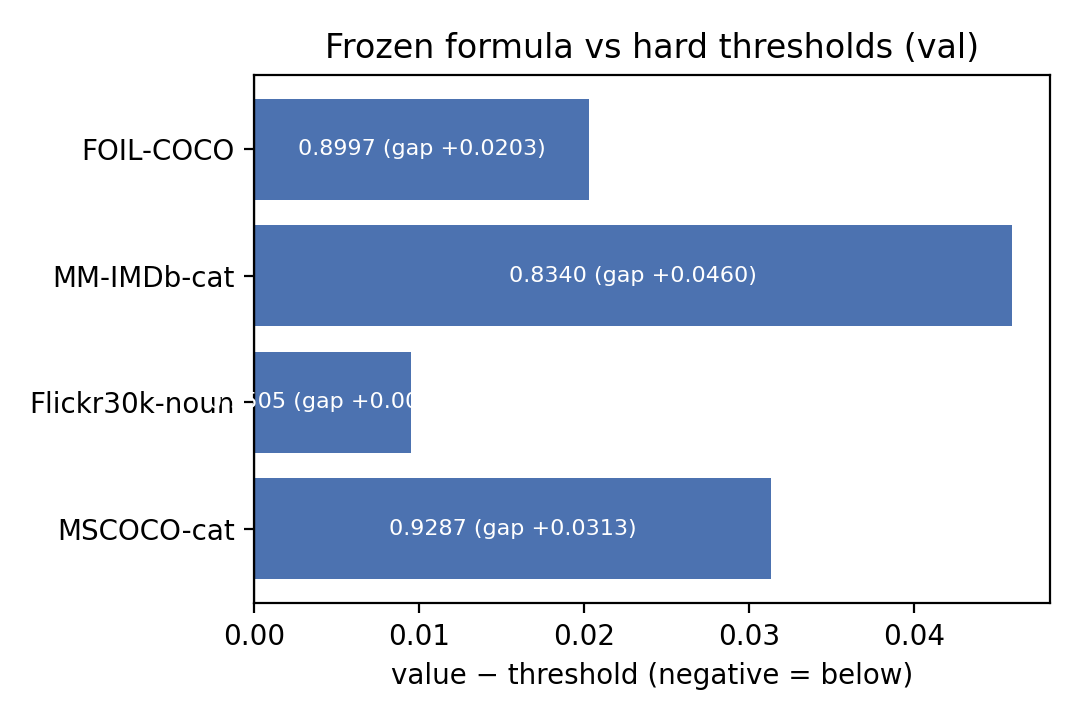 Frozen formula vs hard thresholds (val)
FOIL-COCO
0.8997 (gap +0.0203)
MM-IMDb-cat
0.8340 (gap +0.0460)
Flickr30k-noun
(gap
MSCOCO-cat
0.9287 (gap +0.0313)
0.00 0.01 0.02 0.03 0.04
value − threshold (negative = below)